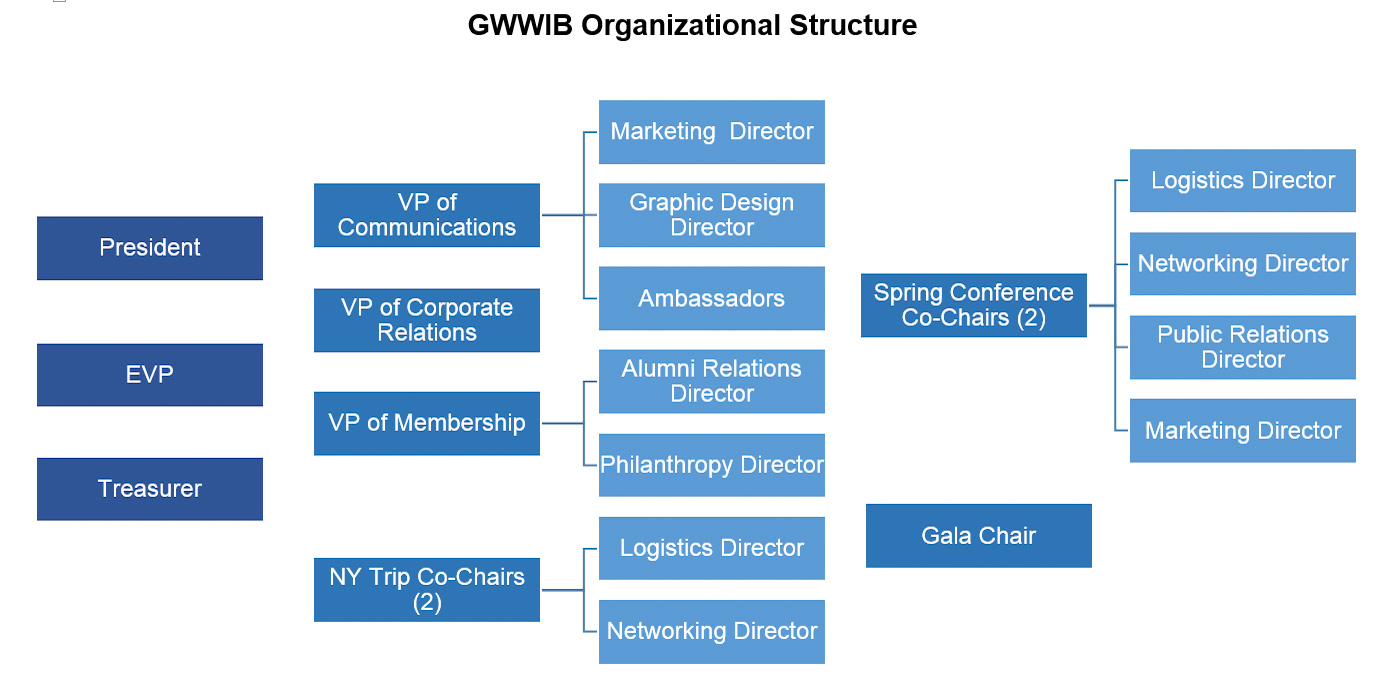 GWWIB Organizational Structure
President
EVP
Treasurer
VP of
Communications
VP of Corporate
Relations
VP of Membership
NY Trip Co-Chairs
(2)
Marketing  Director
Graphic Design
Director
Ambassadors
Alumni Relations
Director
Philanthropy Director
Logistics Director
Networking Director
Spring Conference
Co-Chairs (2)
Gala Chair
Logistics Director
Networking Director
Public Relations
Director
Marketing Director